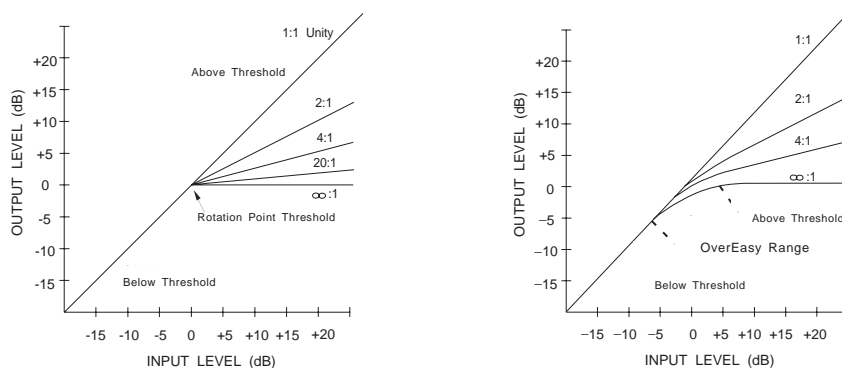 1:1 Unity
+20
Above Threshold
+15
2:1
+10
4:1
+5
20:1
0
∞:1
Rotation Point Threshold
-5
-10
Below Threshold
-15
OUTPUT LEVEL (dB)
-15 -10 -5 0 +5 +10 +15 +20
INPUT LEVEL (dB)
1:1
+20
+15
2:1
+10
4:1
+5
∞:1
0
Above Threshold
−5
OverEasy Range
−10
Below Threshold
−15
OUTPUT LEVEL (dB)
−15 −10 −5 0 +5 +10 +15 +20
INPUT LEVEL (dB)